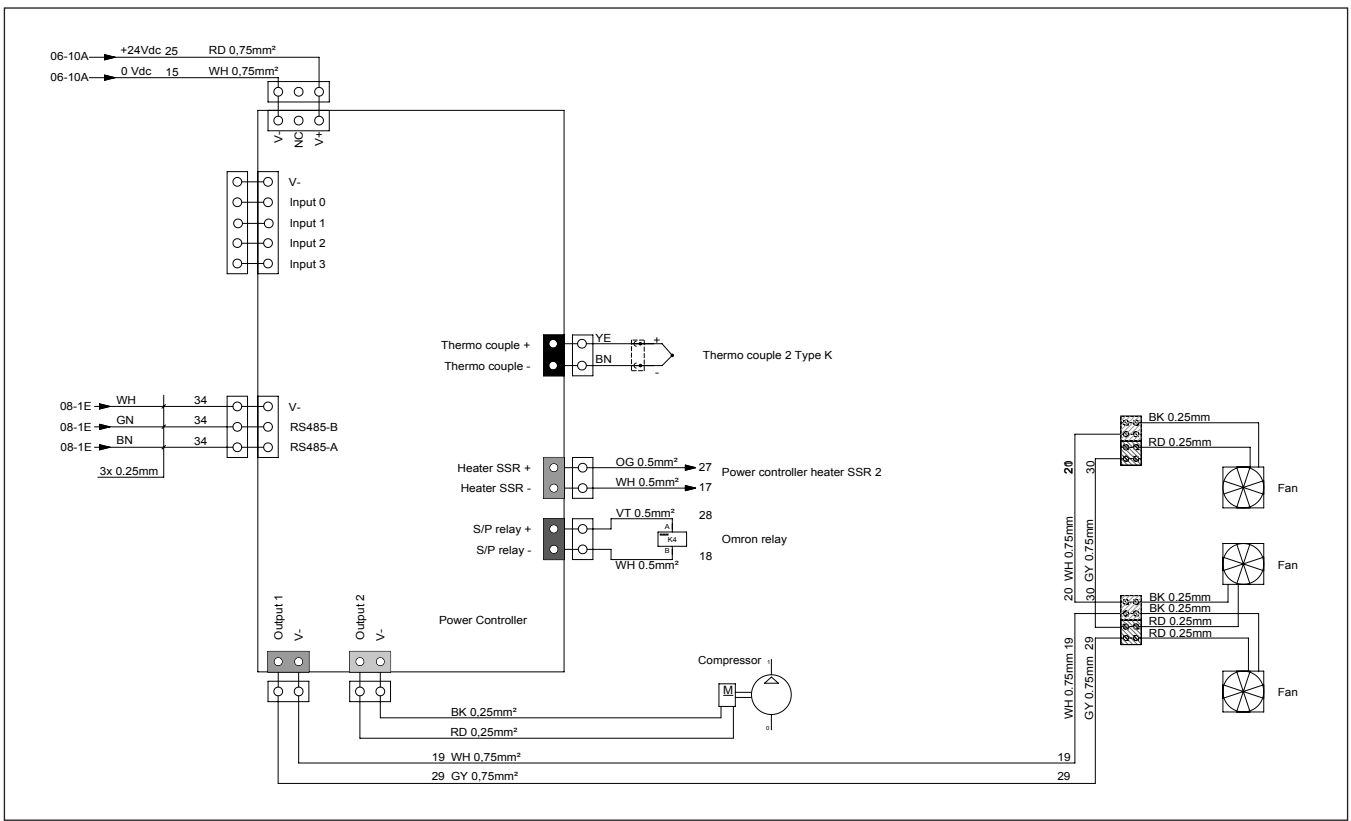 06-10A +24Vdc 25 RD 0,75mm²
06-10A 0 Vdc 15 WH 0,75mm²
V- NC V+
V-
Input 0
Input 1
Input 2
Input 3
Thermo couple + YE +
Thermo couple - BN -
Thermo couple 2 Type K
08-1E WH 34 V-
08-1E GN 34 RS485-B
08-1E BN 34 RS485-A
3x 0.25mm
Heater SSR + OG 0.5mm² 27
Heater SSR - WH 0.5mm² 17
Power controller heater SSR 2
S/P relay + VT 0.5mm² 28
A
K4
B
Omron relay
S/P relay - WH 0.5mm² 18
Output 1 V- Output 2 V-
Power Controller
Compressor 1
M
0
BK 0,25mm²
RD 0,25mm²
19 WH 0,75mm² 19
29 GY 0,75mm² 29
BK 0.25mm
RD 0.25mm
Fan
30
20 WH 0.75mm
30 GY 0.75mm
Fan
BK 0.25mm
BK 0.25mm
RD 0.25mm
RD 0.25mm
WH 0.75mm 19
GY 0.75mm 29
Fan